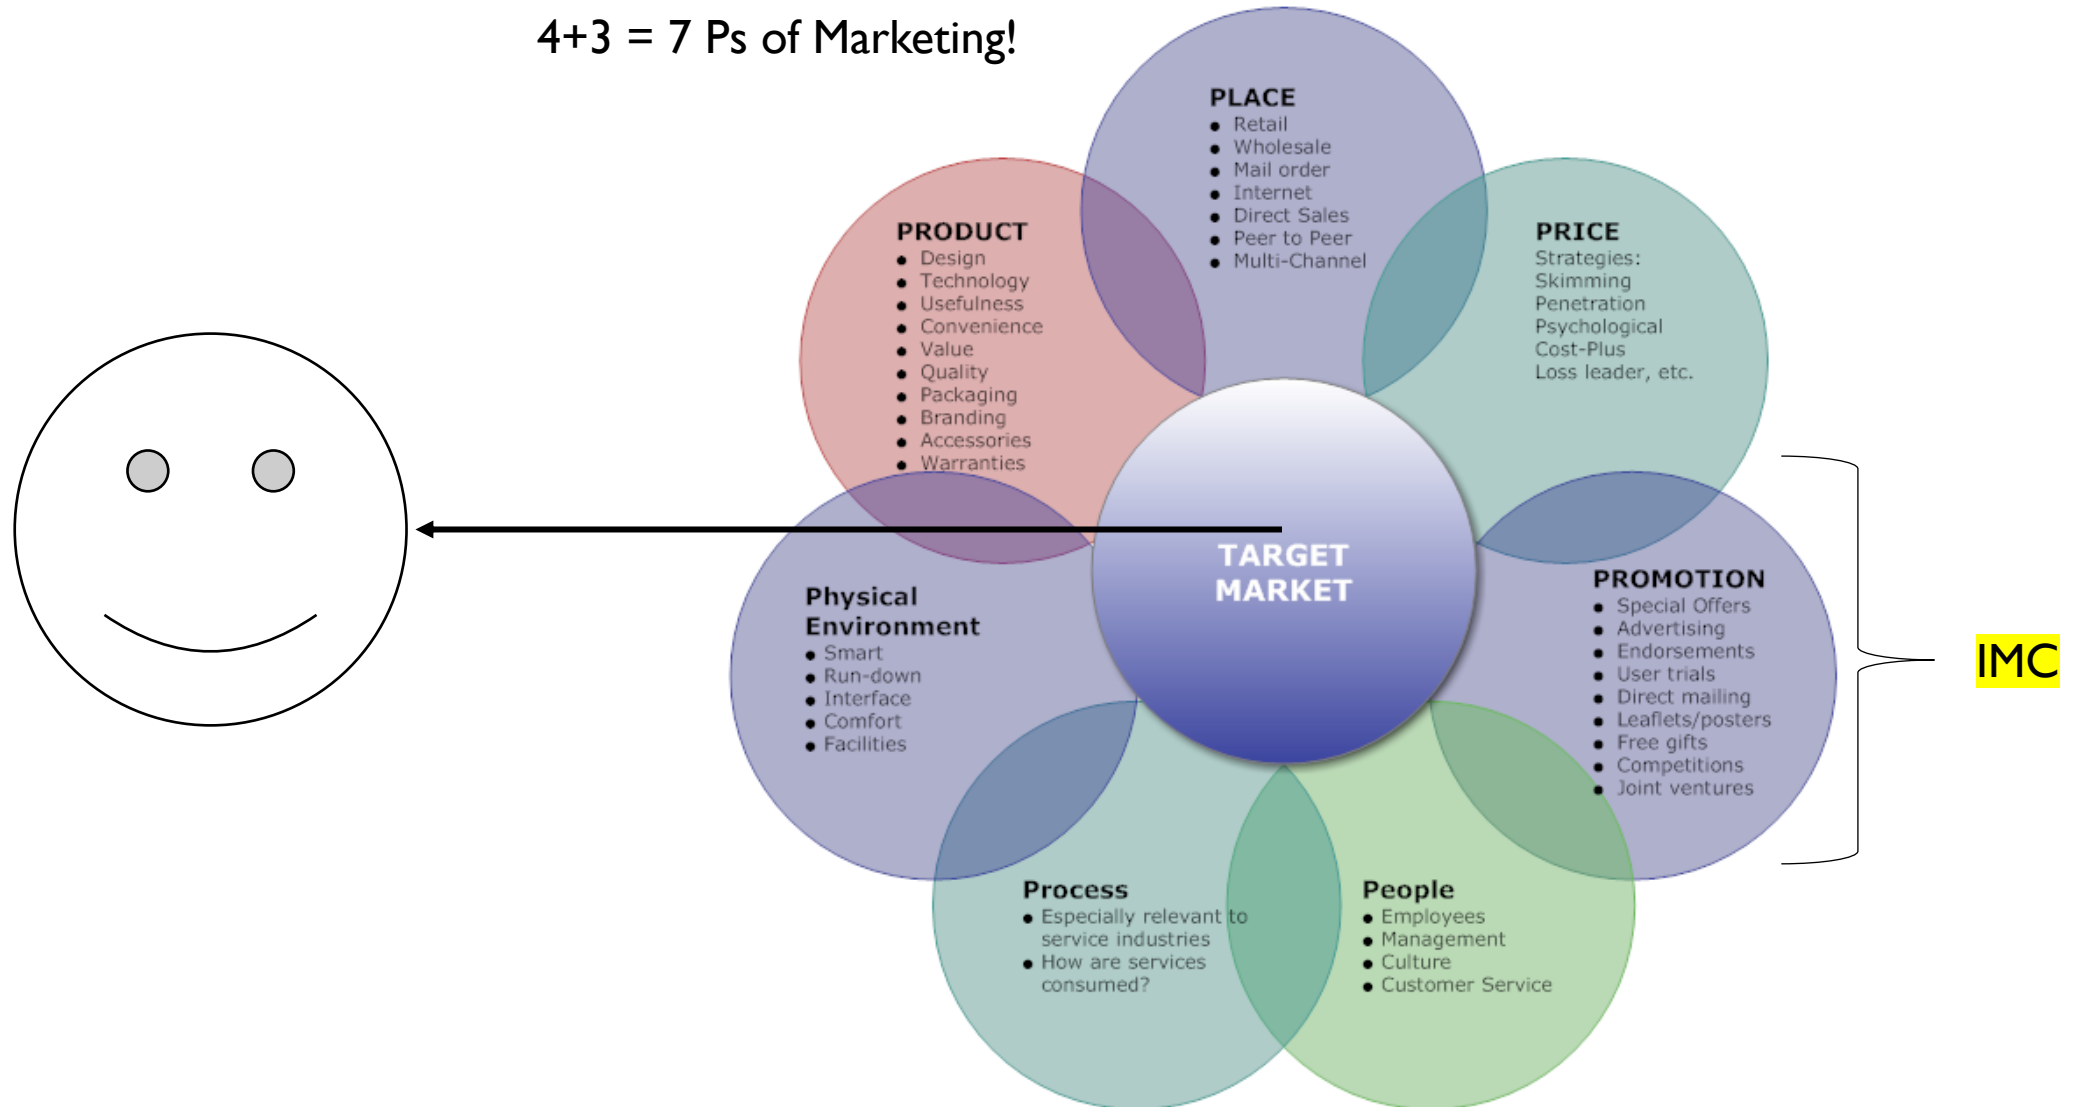 4+3 = 7 Ps of Marketing!
PLACE
● Retail
● Wholesale
● Mail order
● Internet
● Direct Sales
● Peer to Peer
● Multi-Channel
PRODUCT
● Design
● Technology
● Usefulness
● Convenience
● Value
● Quality
● Packaging
● Branding
● Accessories
● Warranties
PRICE
Strategies:
Skimming
Penetration
Psychological
Cost-Plus
Loss leader, etc.
TARGET
MARKET
Physical
Environment
● Smart
● Run-down
● Interface
● Comfort
● Facilities
PROMOTION
● Special Offers
● Advertising
● Endorsements
● User trials
● Direct mailing
● Leaflets/posters
● Free gifts
● Competitions
● Joint ventures
IMC
Process
● Especially relevant to
service industries
● How are services
consumed?
People
● Employees
● Management
● Culture
● Customer Service